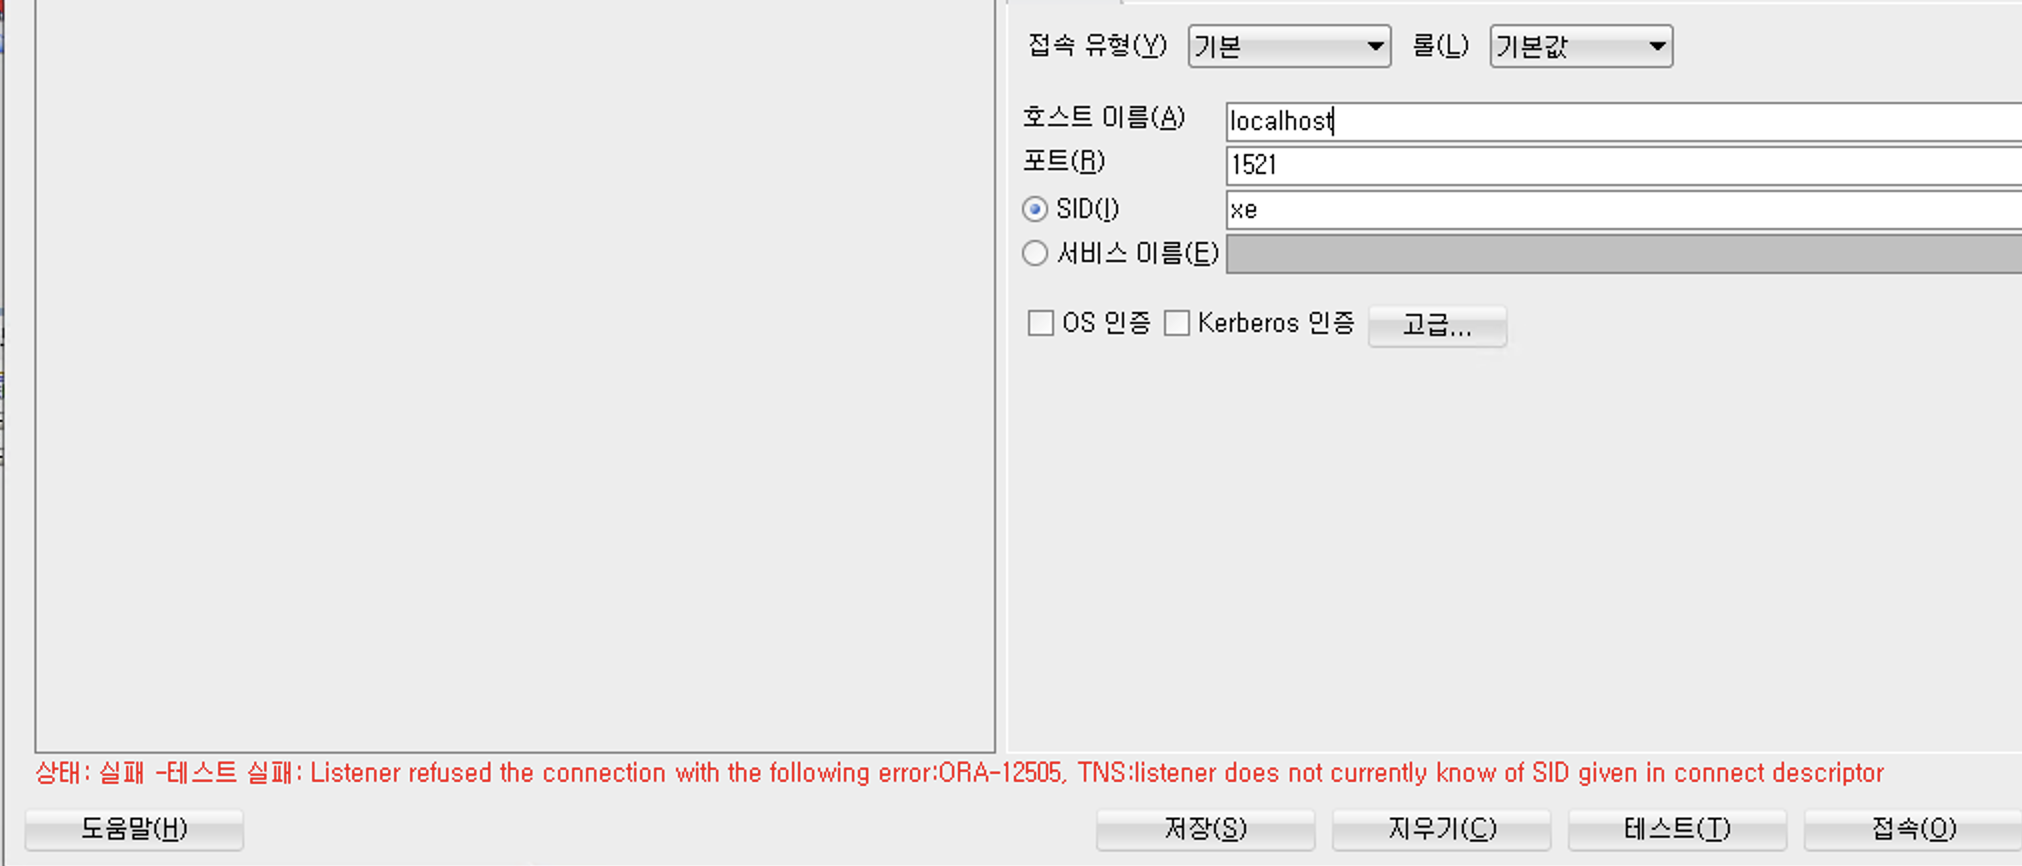 접속 유형(Y) 기본 롤(L) 기본값
호스트 이름(A) localhost
포트(R) 1521
SID(I) xe
서비스 이름(E)
OS 인증 Kerberos 인증 고급...
상태: 실패 -테스트 실패: Listener refused the connection with the following error:ORA-12505, TNS:listener does not currently know of SID given in connect descriptor
도움말(H) 저장(S) 지우기(C) 테스트(T) 접속(O)